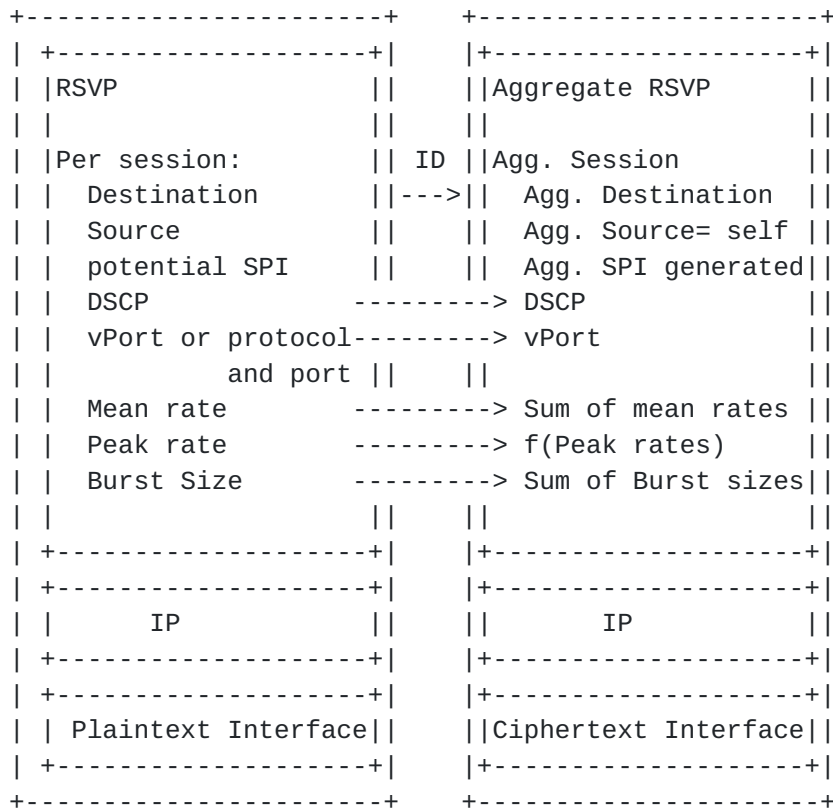 +-----------------------+    +----------------------+
| +--------------------+|    |+--------------------+|
| |RSVP                ||    ||Aggregate RSVP      ||
| |                    ||    ||                    ||
| |Per session:        || ID ||Agg. Session        ||
| |  Destination       ||--->||  Agg. Destination  ||
| |  Source            ||    ||  Agg. Source= self ||
| |  potential SPI     ||    ||  Agg. SPI generated||
| |  DSCP             ---------> DSCP              ||
| |  vPort or protocol---------> vPort             ||
| |           and port ||    ||                    ||
| |  Mean rate        ---------> Sum of mean rates ||
| |  Peak rate        ---------> f(Peak rates)     ||
| |  Burst Size       ---------> Sum of Burst sizes||
| |                    ||    ||                    ||
| +--------------------+|    |+--------------------+|
| +--------------------+|    |+--------------------+|
| |      IP            ||    ||       IP           ||
| +--------------------+|    |+--------------------+|
| +--------------------+|    |+--------------------+|
| | Plaintext Interface||    ||Ciphertext Interface||
| +--------------------+|    |+--------------------+|
+-----------------------+    +----------------------+